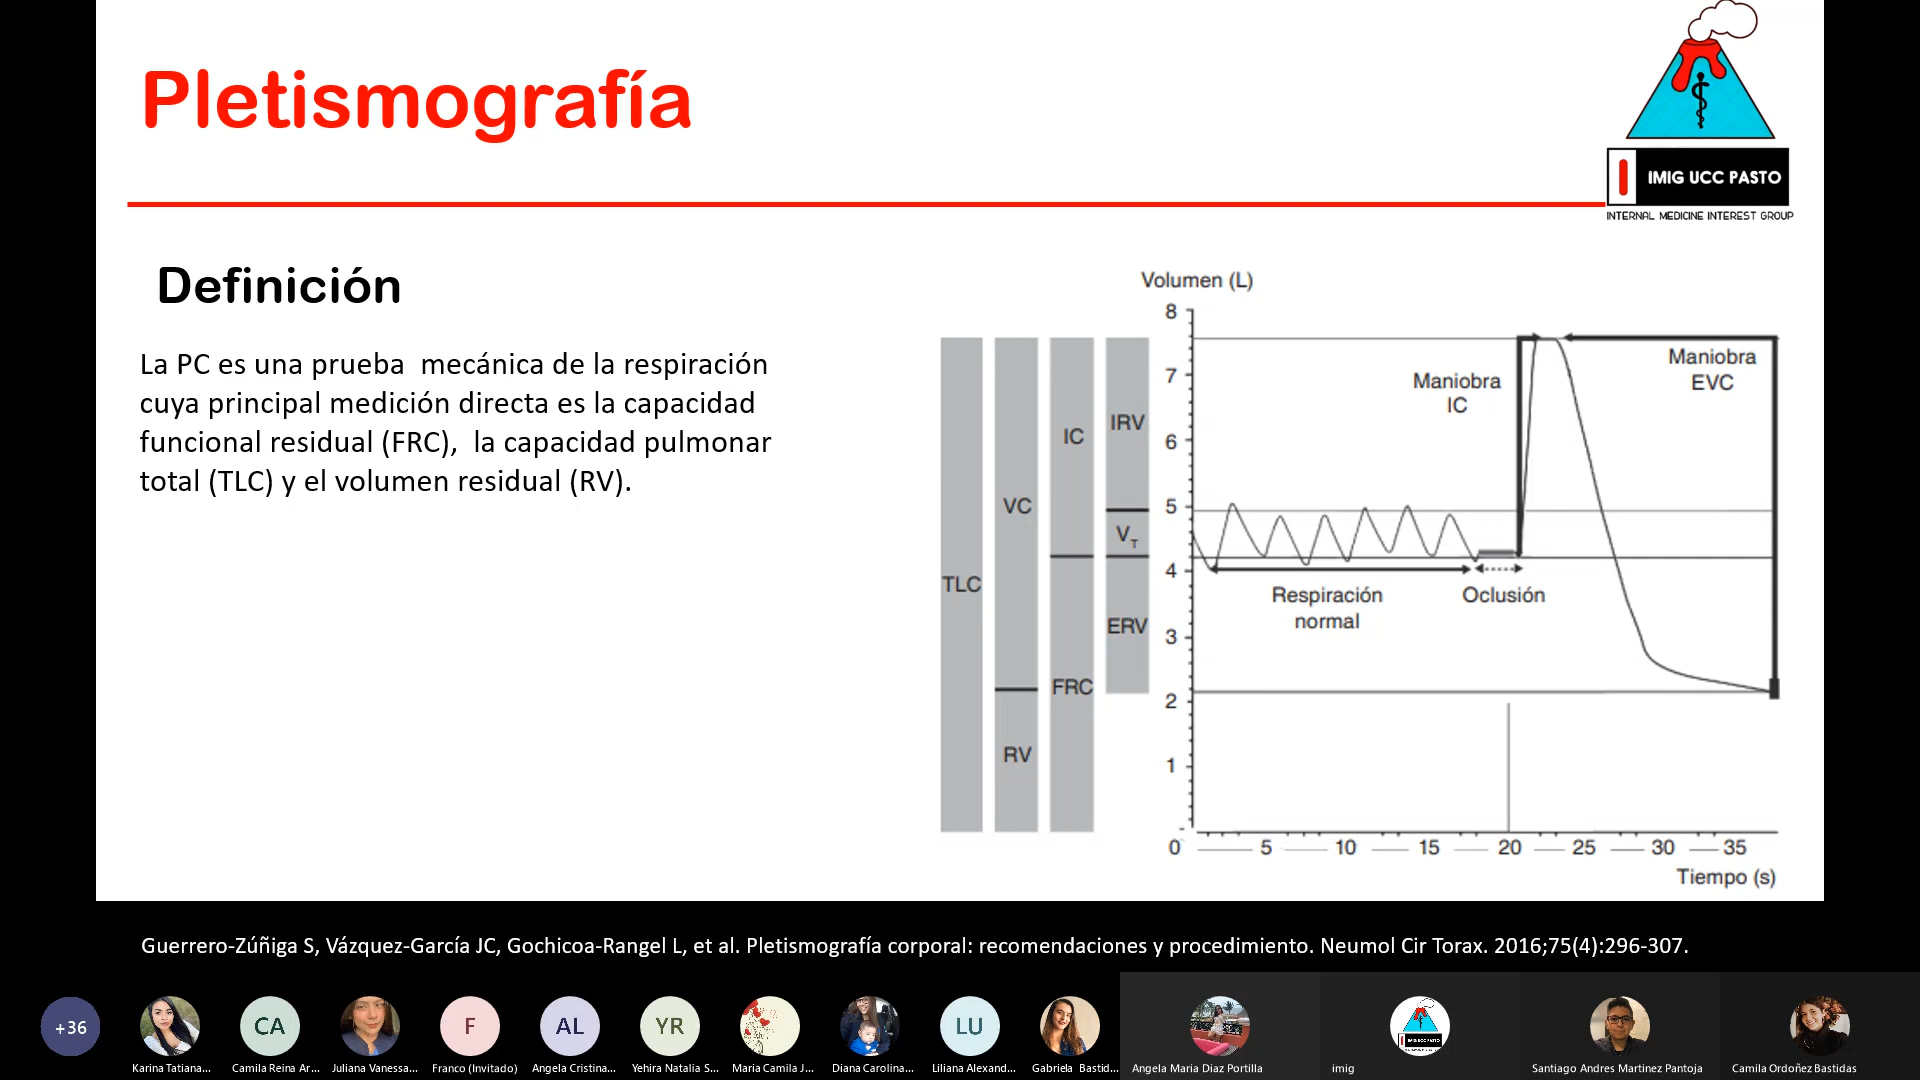 Pletismografía
IMIG UCC PASTO
INTERNAL MEDICINE INTEREST GROUP
Definición
La PC es una prueba  mecánica de la respiración
cuya principal medición directa es la capacidad
funcional residual (FRC),  la capacidad pulmonar
total (TLC) y el volumen residual (RV).
Volumen (L)
8
7
6
5
4
3
2
1
0
TLC
VC
RV
IC
FRC
IRV
VT
ERV
Maniobra
IC
Maniobra
EVC
Respiración
normal
Oclusión
5 10 15 20 25 30 35
Tiempo (s)
Guerrero-Zúñiga S, Vázquez-García JC, Gochicoa-Rangel L, et al. Pletismografía corporal: recomendaciones y procedimiento. Neumol Cir Torax. 2016;75(4):296-307.
+36
CA
F
AL
YR
LU
Karina Tatiana...
Camila Reina Ar...
Juliana Vanessa...
Franco (Invitado)
Angela Cristina...
Yehira Natalia S...
Maria Camila J...
Diana Carolina...
Liliana Alexand...
Gabriela Bastid...
Angela Maria Diaz Portilla
imig
Santiago Andres Martinez Pantoja
Camila Ordoñez Bastidas